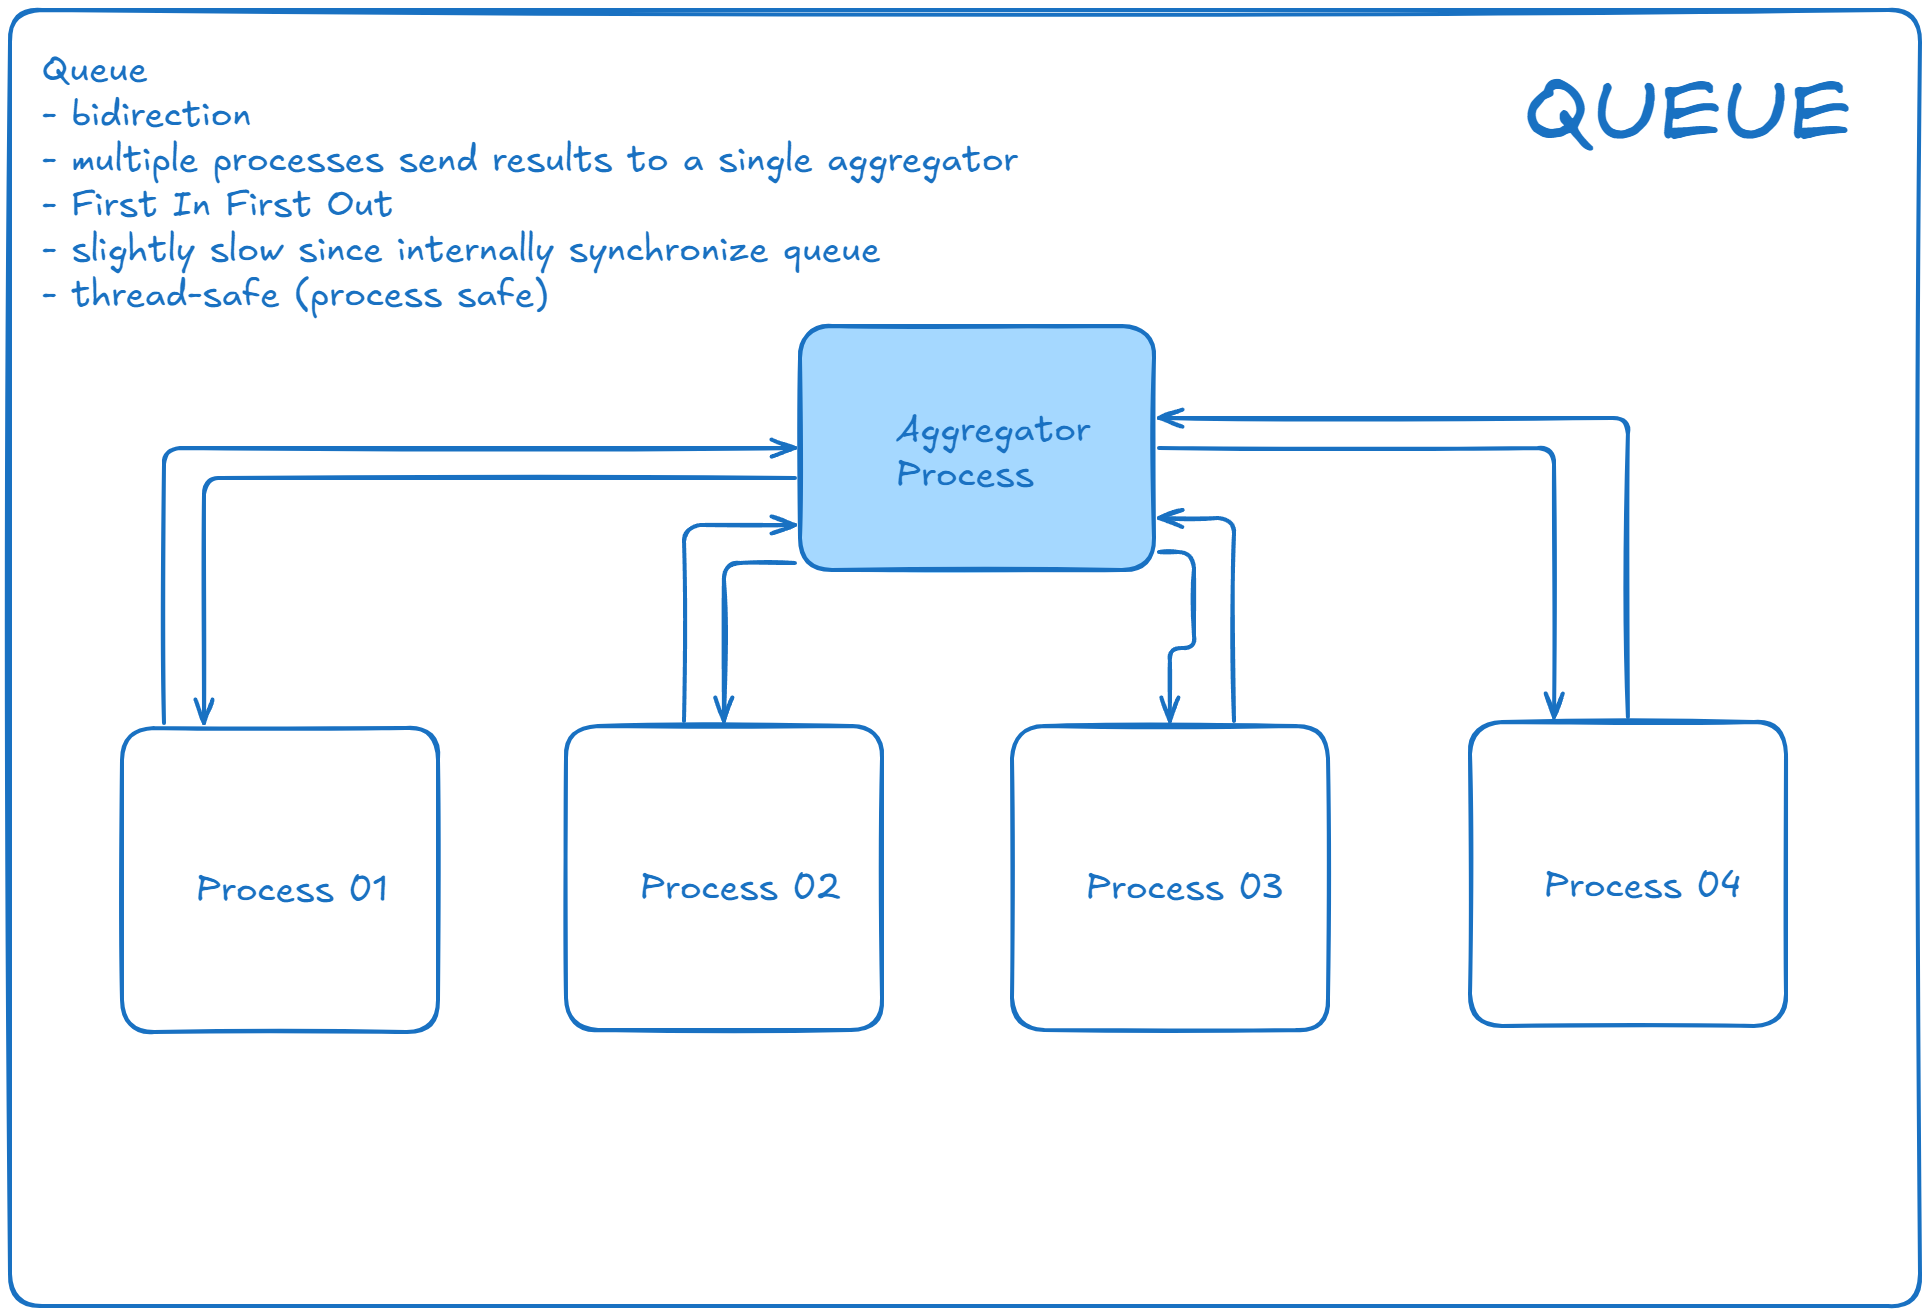 Queue
- bidirection
- multiple processes send results to a single aggregator
- First In First Out
- slightly slow since internally synchronize queue
- thread-safe (process safe)
QUEUE
Aggregator
Process
Process 01
Process 02
Process 03
Process 04